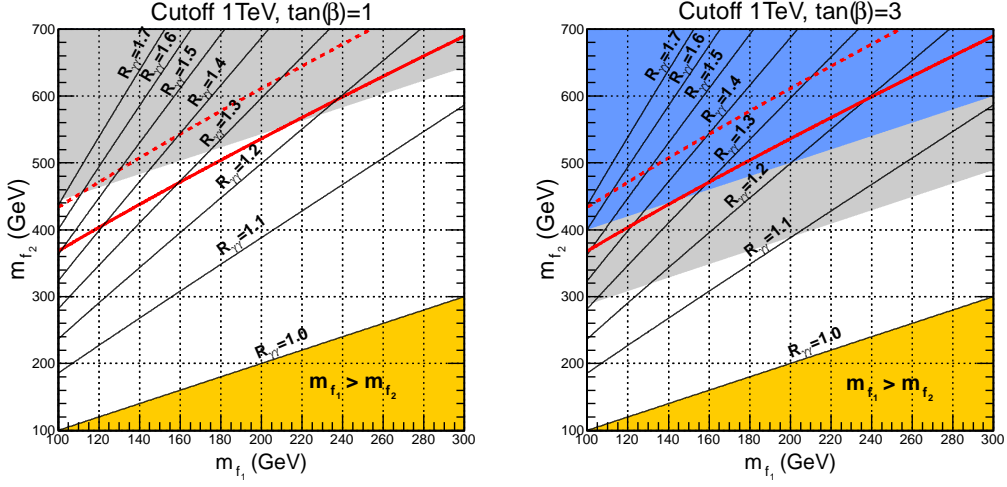 Cutoff 1TeV, tan(β)=1
m_f₂ (GeV)
700
600
500
400
300
200
100
R_γγ=1.7
R_γγ=1.6
R_γγ=1.5
R_γγ=1.4
R_γγ=1.3
R_γγ=1.2
R_γγ=1.1
R_γγ=1.0
m_f₁ > m_f₂
100 120 140 160 180 200 220 240 260 280 300
m_f₁ (GeV)
Cutoff 1TeV, tan(β)=3
m_f₂ (GeV)
700
600
500
400
300
200
100
R_γγ=1.7
R_γγ=1.6
R_γγ=1.5
R_γγ=1.4
R_γγ=1.3
R_γγ=1.2
R_γγ=1.1
R_γγ=1.0
m_f₁ > m_f₂
100 120 140 160 180 200 220 240 260 280 300
m_f₁ (GeV)